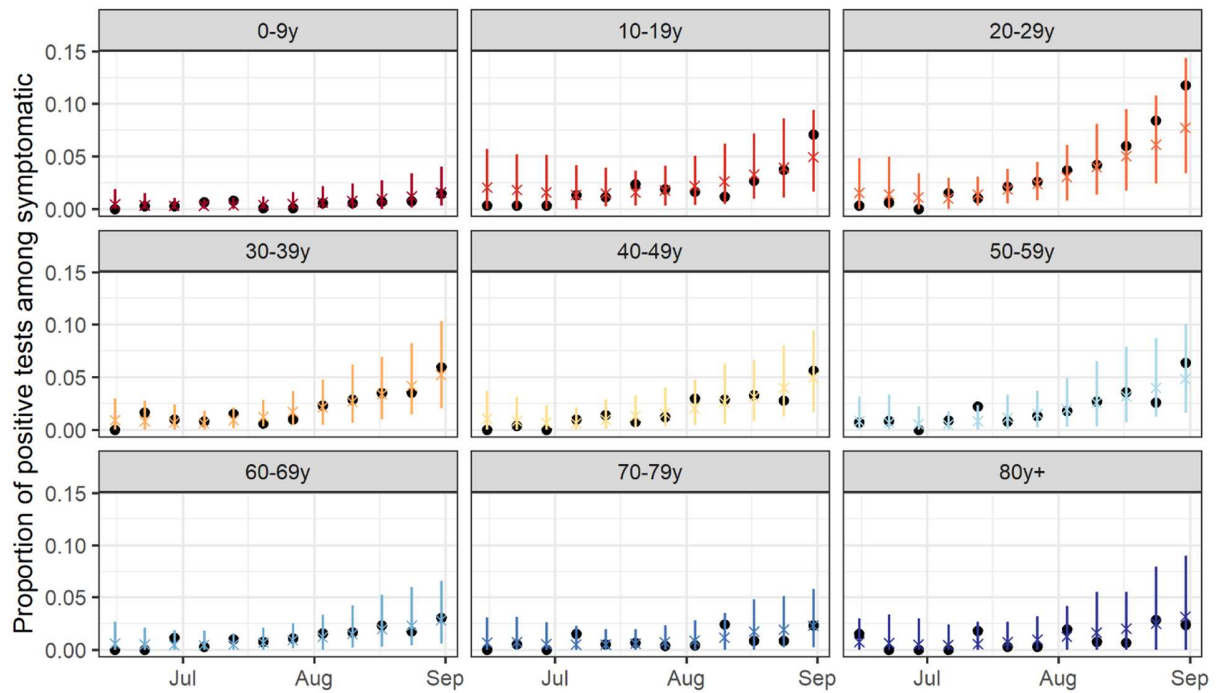 Proportion of positive tests among symptomatic
0-9y
10-19y
20-29y
0.15
0.10
0.05
0.00
30-39y
40-49y
50-59y
0.15
0.10
0.05
0.00
60-69y
70-79y
80y+
0.15
0.10
0.05
0.00
Jul Aug Sep
Jul Aug Sep
Jul Aug Sep